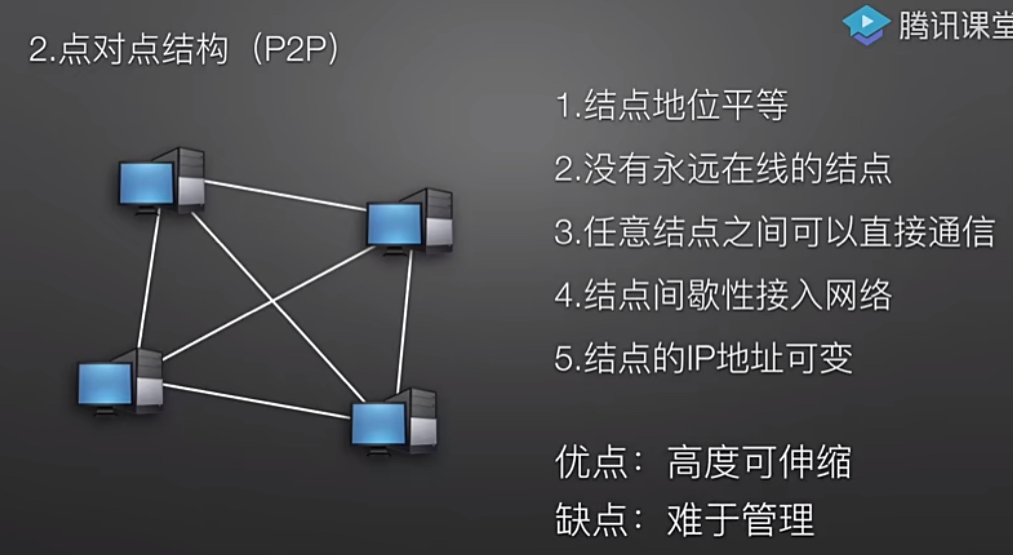 2.点对点结构（P2P）
腾讯课堂
1.结点地位平等
2.没有永远在线的结点
3.任意结点之间可以直接通信
4.结点间歇性接入网络
5.结点的IP地址可变
优点：高度可伸缩
缺点：难于管理